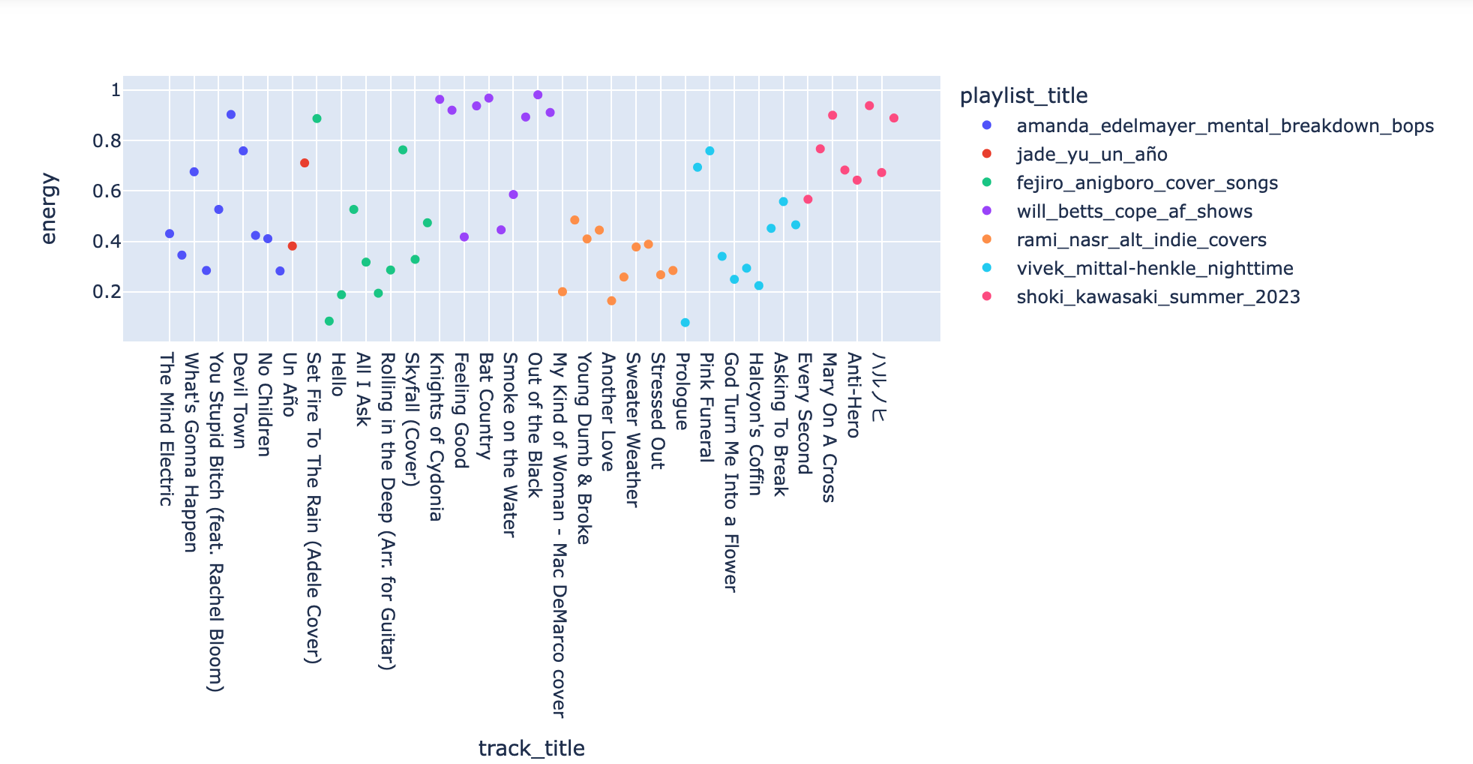 1
0.8
0.6
0.4
0.2
energy
The Mind Electric
What's Gonna Happen
You Stupid Bitch (feat. Rachel Bloom)
Devil Town
No Children
Un Año
Set Fire To The Rain (Adele Cover)
Hello
All I Ask
Rolling in the Deep (Arr. for Guitar)
Skyfall (Cover)
Knights of Cydonia
Feeling Good
Bat Country
Smoke on the Water
Out of the Black
My Kind of Woman - Mac DeMarco cover
Young Dumb & Broke
Another Love
Sweater Weather
Stressed Out
Prologue
Pink Funeral
God Turn Me Into a Flower
Halcyon's Coffin
Asking To Break
Every Second
Mary On A Cross
Anti-Hero
ハルノヒ
track_title
playlist_title
amanda_edelmayer_mental_breakdown_bops
jade_yu_un_año
fejiro_anigboro_cover_songs
will_betts_cope_af_shows
rami_nasr_alt_indie_covers
vivek_mittal-henkle_nighttime
shoki_kawasaki_summer_2023